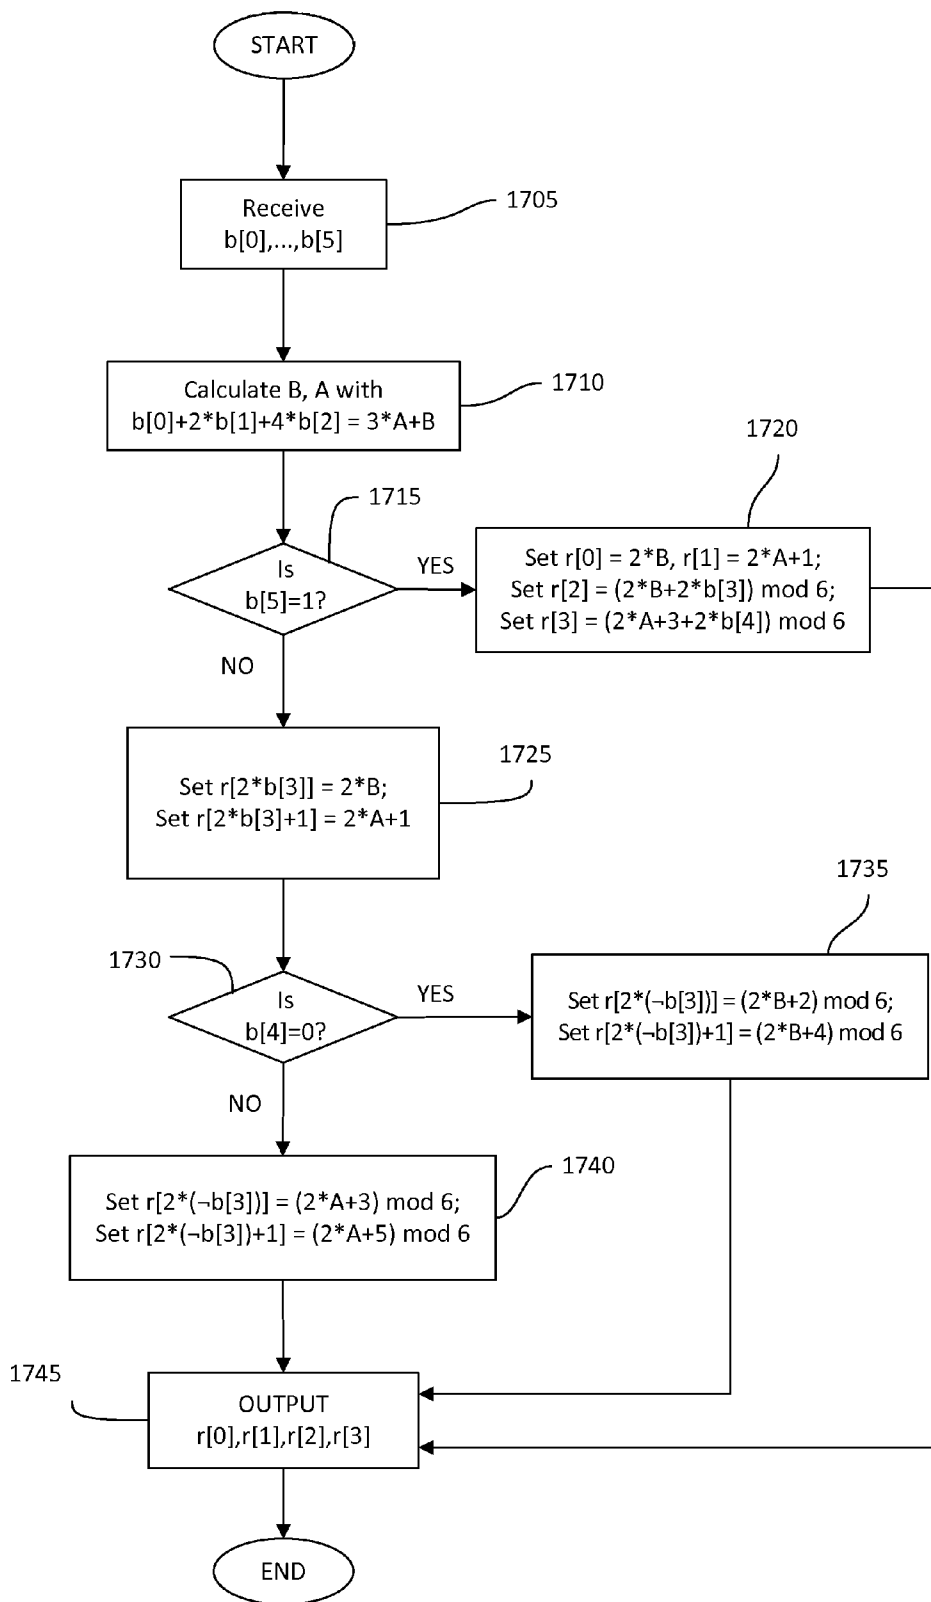 START
Receive
b[0],...,b[5]
1705
Calculate B, A with
b[0]+2*b[1]+4*b[2] = 3*A+B
1710
Is
b[5]=1?
1715
YES
NO
Set r[0] = 2*B, r[1] = 2*A+1;
Set r[2] = (2*B+2*b[3]) mod 6;
Set r[3] = (2*A+3+2*b[4]) mod 6
1720
Set r[2*b[3]] = 2*B;
Set r[2*b[3]+1] = 2*A+1
1725
1730
Is
b[4]=0?
YES
NO
1735
Set r[2*(¬b[3])] = (2*B+2) mod 6;
Set r[2*(¬b[3])+1] = (2*B+4) mod 6
Set r[2*(¬b[3])] = (2*A+3) mod 6;
Set r[2*(¬b[3])+1] = (2*A+5) mod 6
1740
1745
OUTPUT
r[0],r[1],r[2],r[3]
END